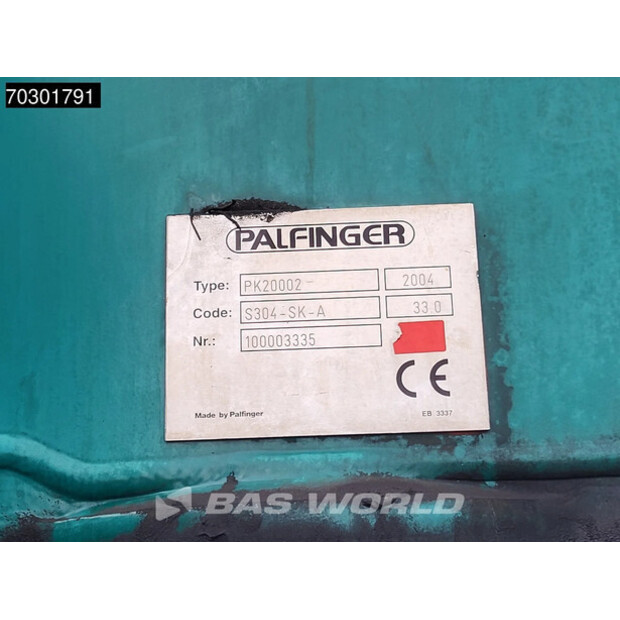 70301791
PALFINGER
Type: PK20002- 2004
Code: S304-SK-A 33.0
Nr.: 100003335
CE
Made by Palfinger EB 3337
BAS WORLD